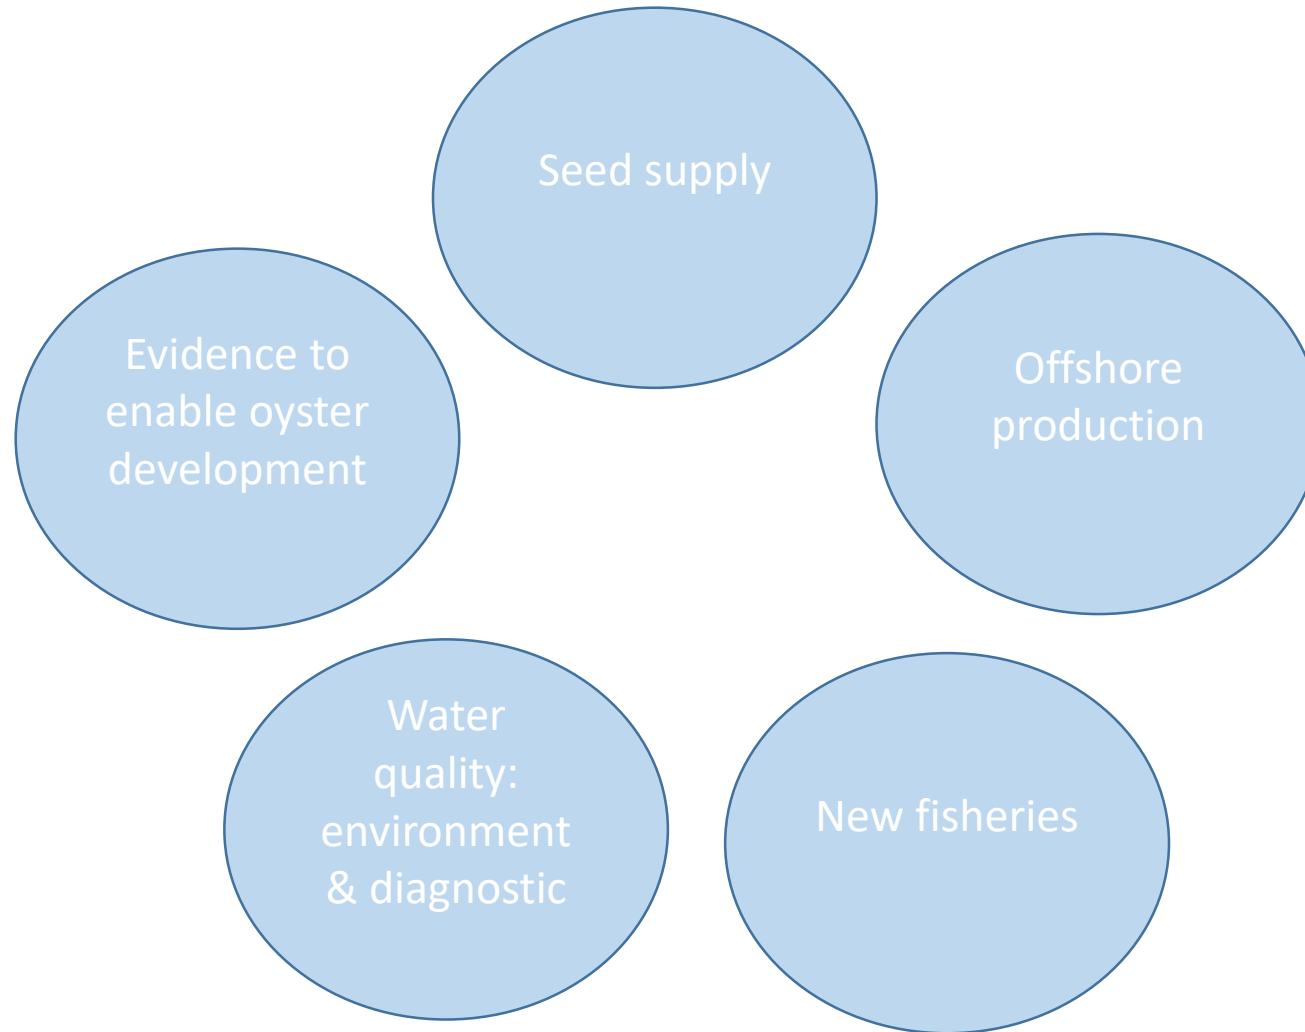 Seed supply
Evidence to
enable oyster
development
Offshore
production
Water
quality:
environment
& diagnostic
New fisheries